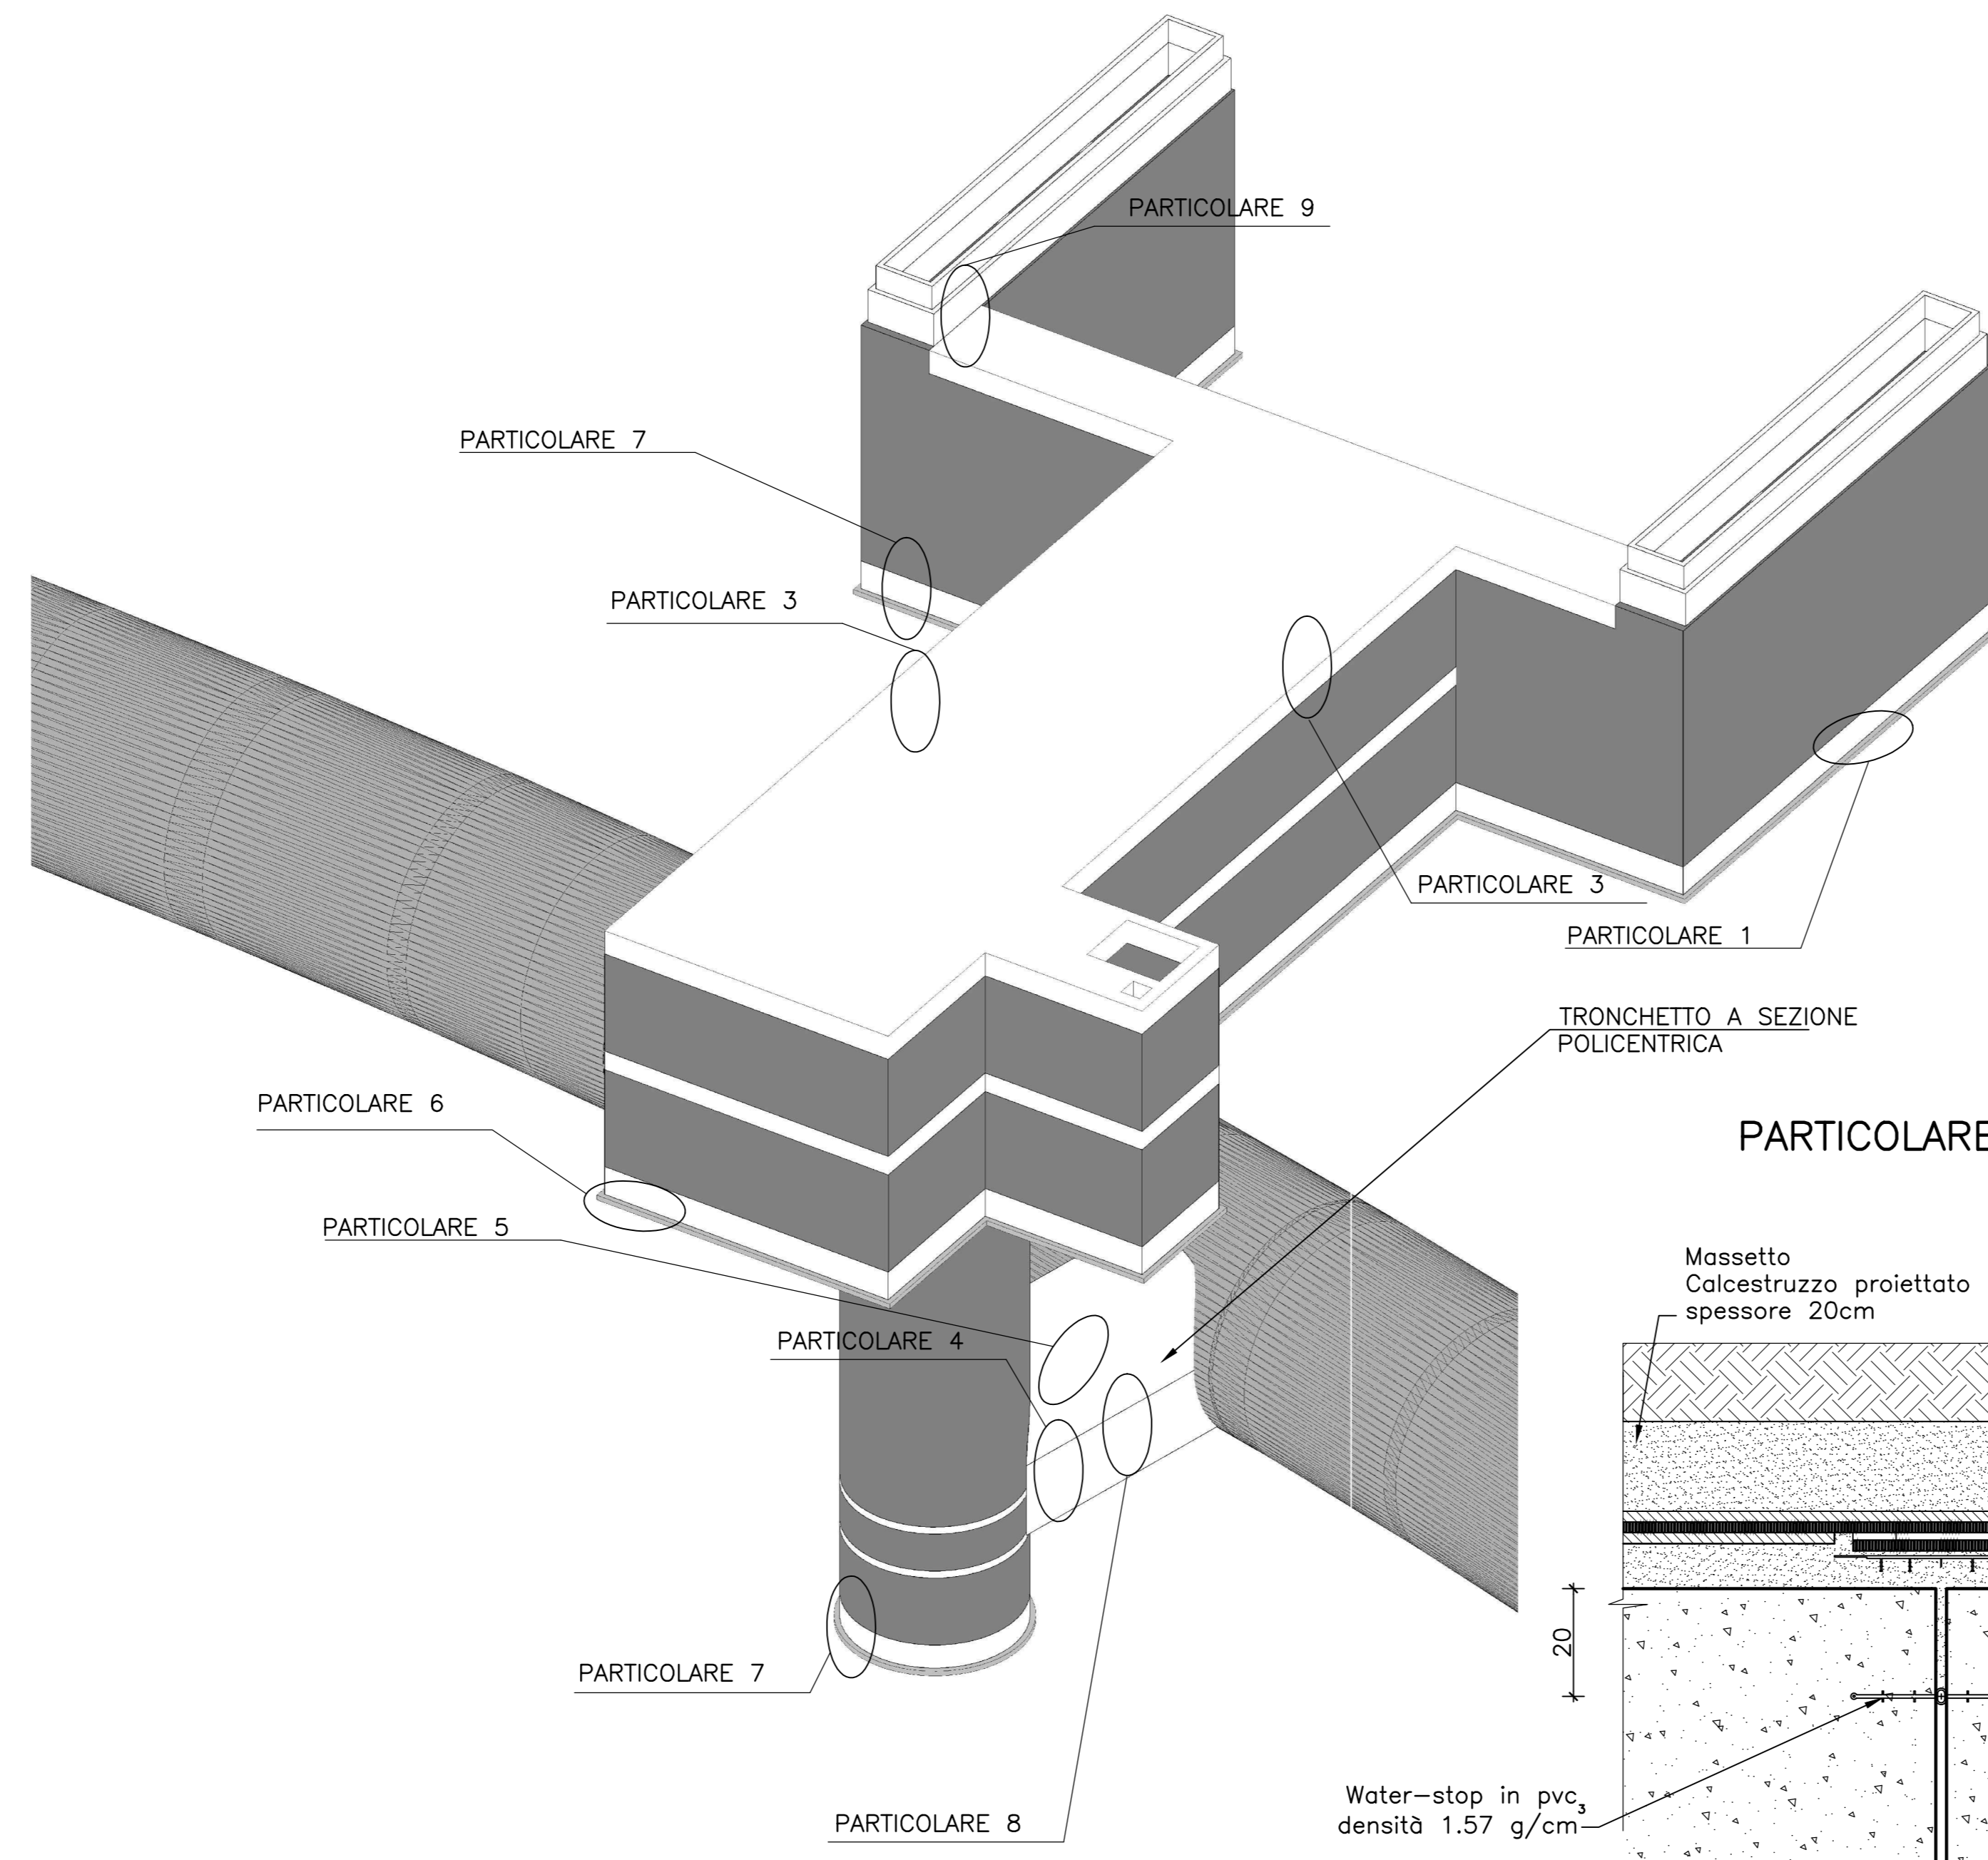 PARTICOLARE 9
PARTICOLARE 7
PARTICOLARE 3
PARTICOLARE 3
PARTICOLARE 1
TRONCHETTO A SEZIONE
POLICENTRICA
PARTICOLARE 6
PARTICOLARE
PARTICOLARE 5
Massetto
Calcestruzzo proiettato
spessore 20cm
PARTICOLARE 4
20
PARTICOLARE 7
Water-stop in pvc
densità 1.57 g/cm3
PARTICOLARE 8